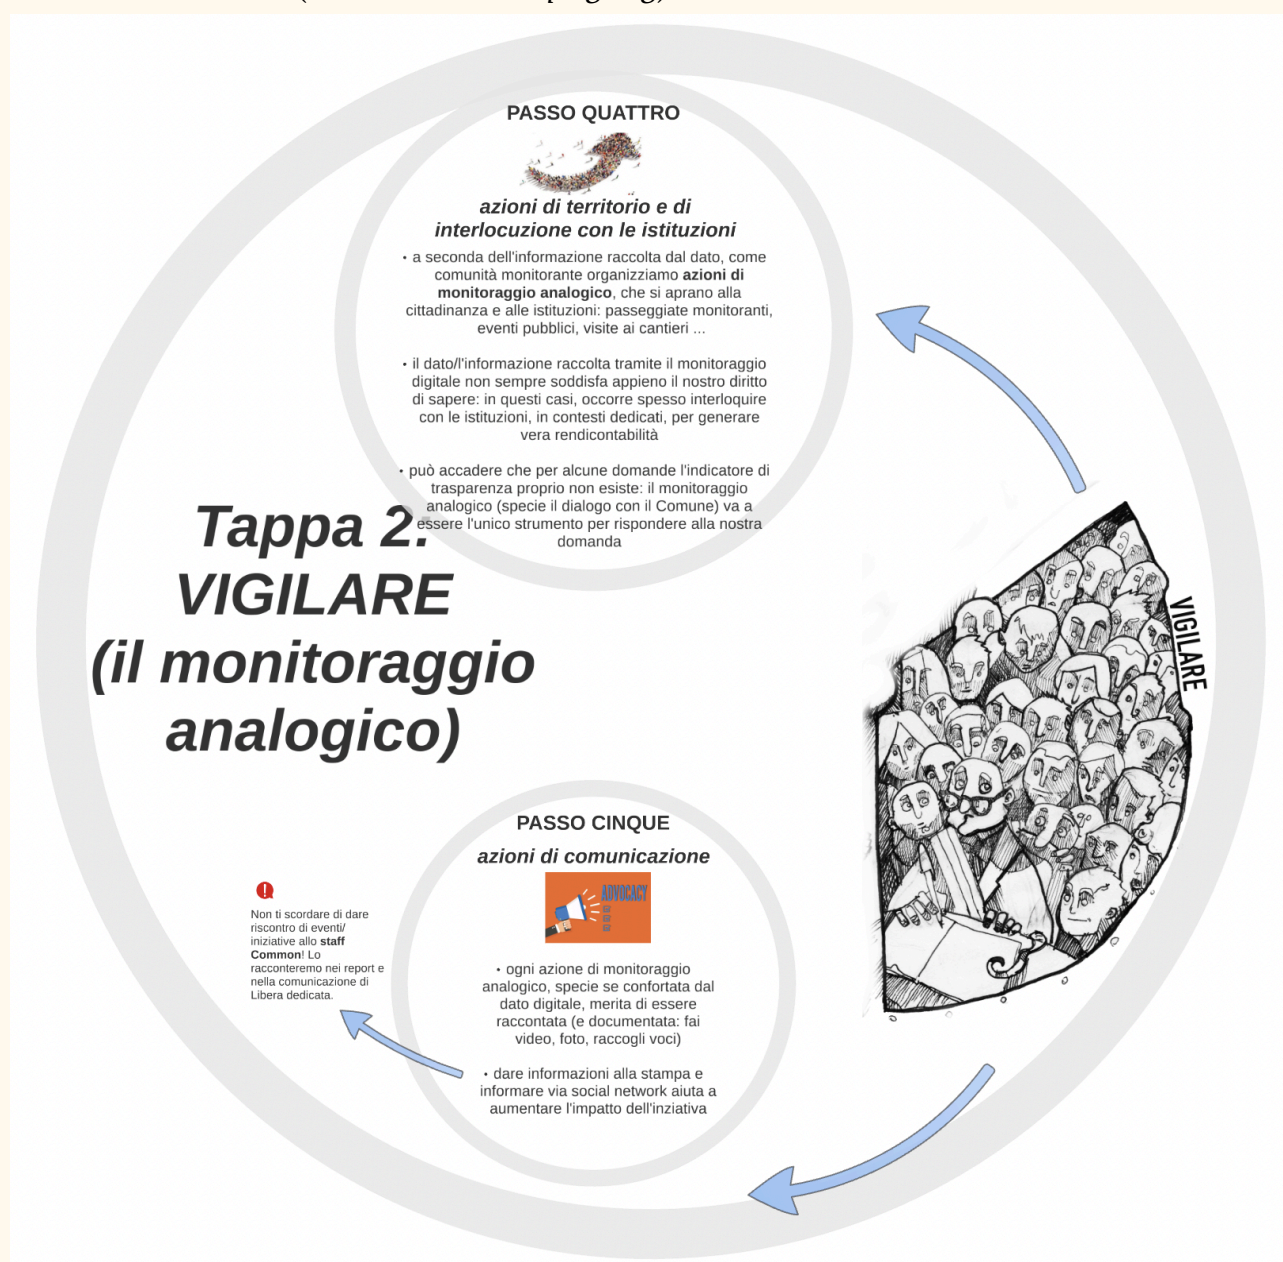 PASSO QUATTRO
azioni di territorio e di
interlocuzione con le istituzioni
• a seconda dell'informazione raccolta dal dato, come
comunità monitorante organizziamo azioni di
monitoraggio analogico, che si aprano alla
cittadinanza e alle istituzioni: passeggiate monitoranti,
eventi pubblici, visite ai cantieri ...
• il dato/l'informazione raccolta tramite il monitoraggio
digitale non sempre soddisfa appieno il nostro diritto
di sapere: in questi casi, occorre spesso interloquire
con le istituzioni, in contesti dedicati, per generare
vera rendicontabilità
• può accadere che per alcune domande l'indicatore di
trasparenza proprio non esiste: il monitoraggio
analogico (specie il dialogo con il Comune) va a
essere l'unico strumento per rispondere alla nostra
domanda
Tappa 2:
VIGILARE
(il monitoraggio
analogico)
VIGILARE
PASSO CINQUE
azioni di comunicazione
ADVOCACY
• ogni azione di monitoraggio
analogico, specie se confortata dal
dato digitale, merita di essere
raccontata (e documentata: fai
video, foto, raccogli voci)
• dare informazioni alla stampa e
informare via social network aiuta a
aumentare l'impatto dell'inziativa
Non ti scordare di dare
riscontro di eventi/
iniziative allo staff
Common! Lo
racconteremo nei report e
nella comunicazione di
Libera dedicata.